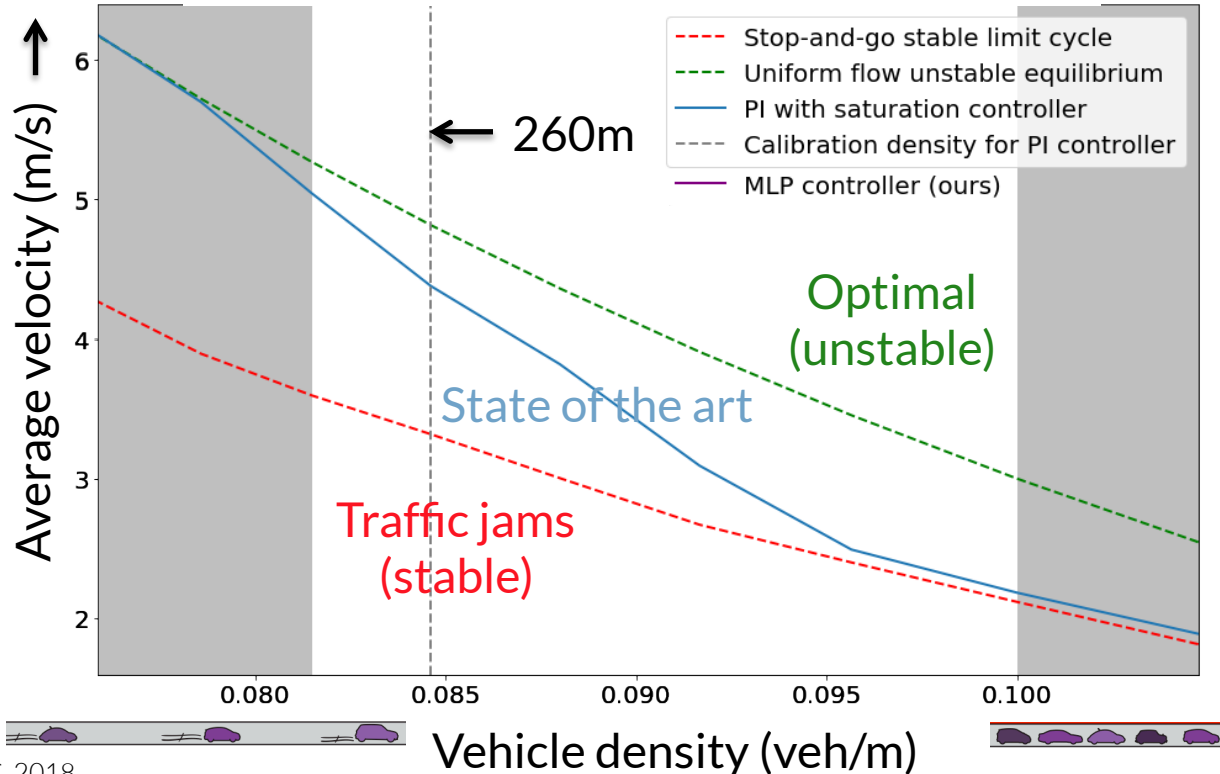 Stop-and-go stable limit cycle
Uniform flow unstable equilibrium
PI with saturation controller
Calibration density for PI controller
MLP controller (ours)
260m
Average velocity (m/s)
6
5
4
3
2
Optimal
(unstable)
State of the art
Traffic jams
(stable)
0.080
0.085
0.090
0.095
0.100
Vehicle density (veh/m)
2018